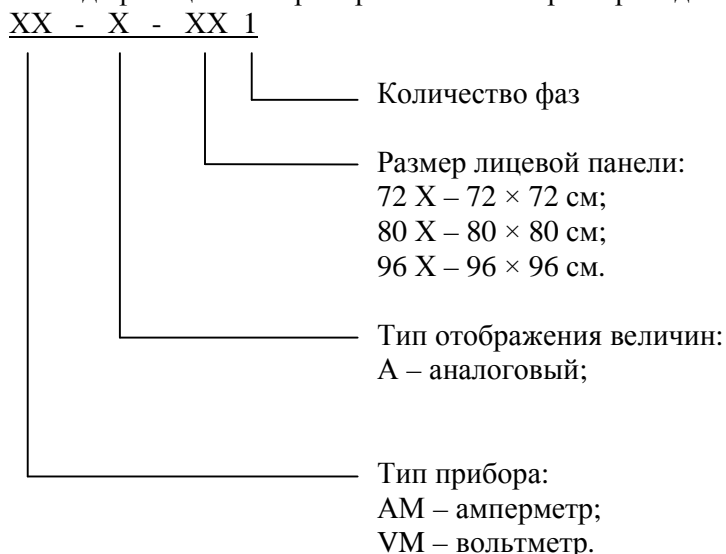 XX - X - XX 1
Количество фаз
Размер лицевой панели:
72 X – 72 × 72 см;
80 X – 80 × 80 см;
96 X – 96 × 96 см.
Тип отображения величин:
А – аналоговый;
Тип прибора:
AM – амперметр;
VM – вольтметр.